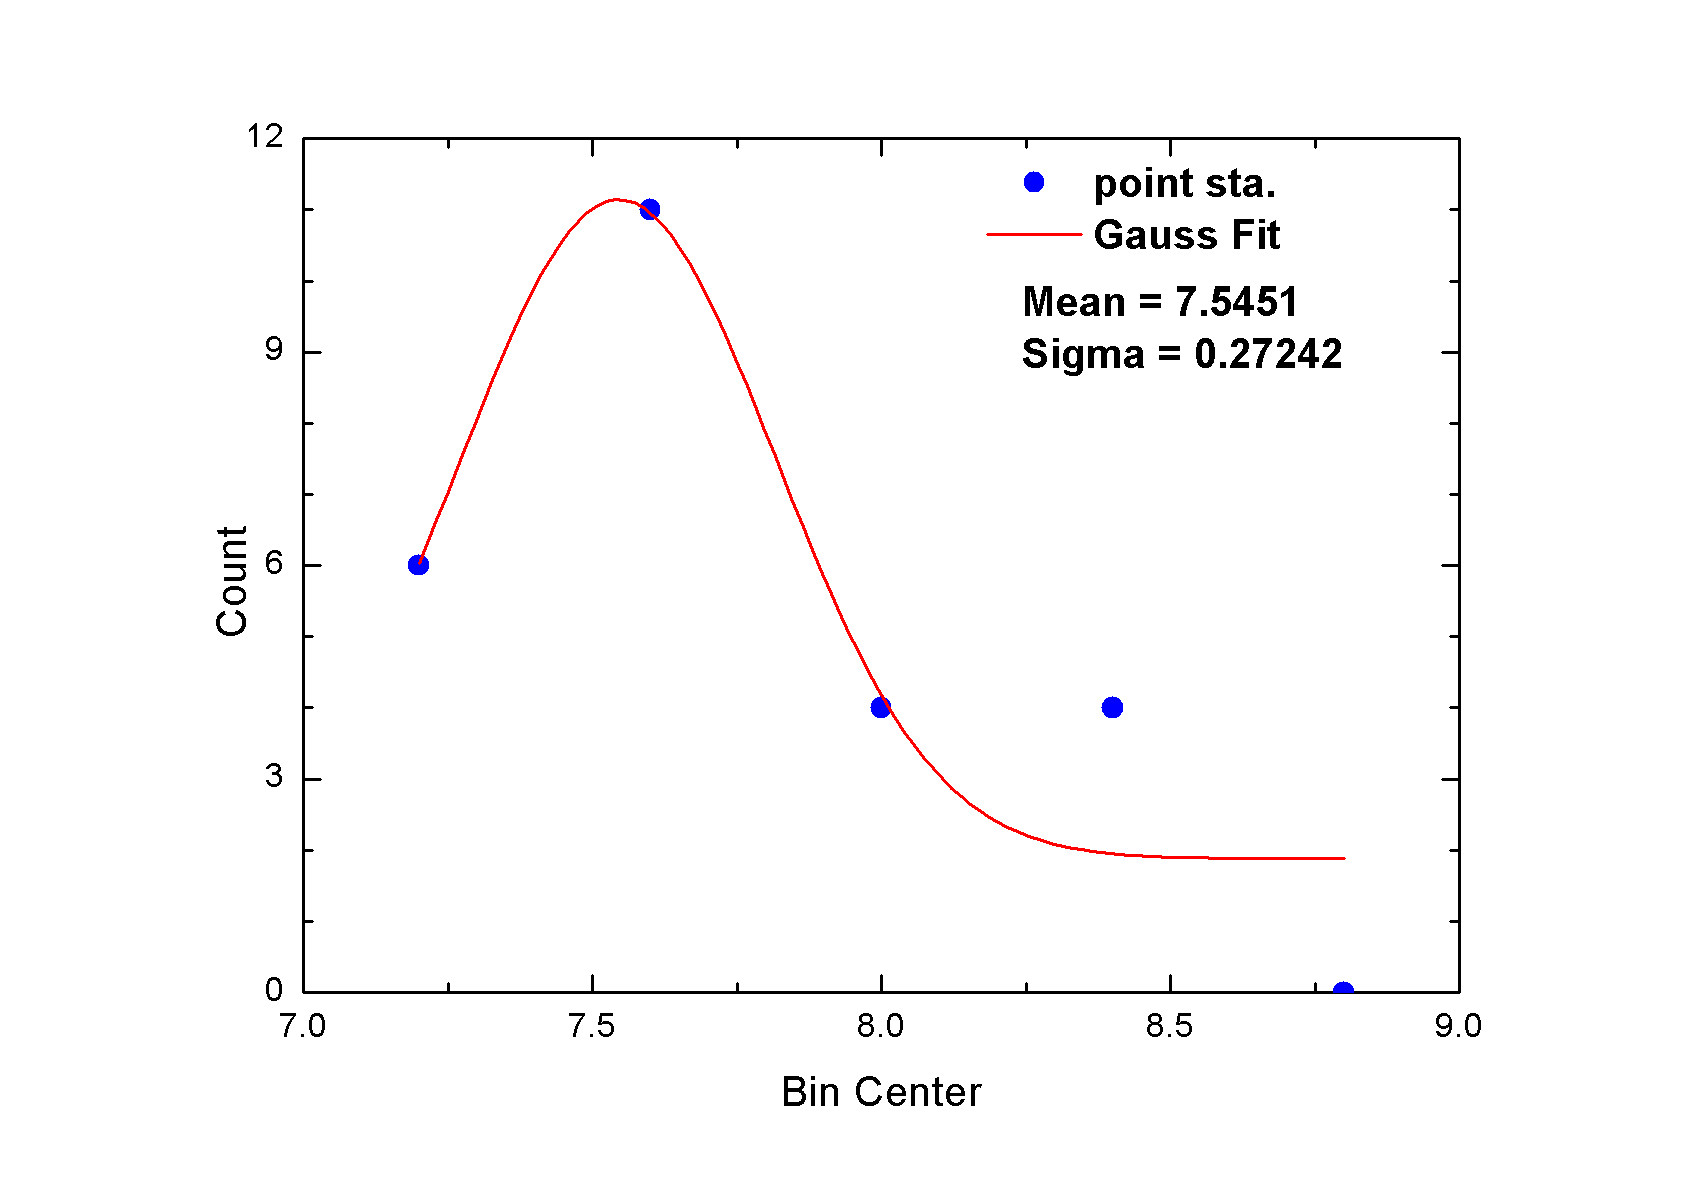 12
9
6
3
0
Count
point sta.
Gauss Fit
Mean = 7.5451
Sigma = 0.27242
7.0 7.5 8.0 8.5 9.0
Bin Center